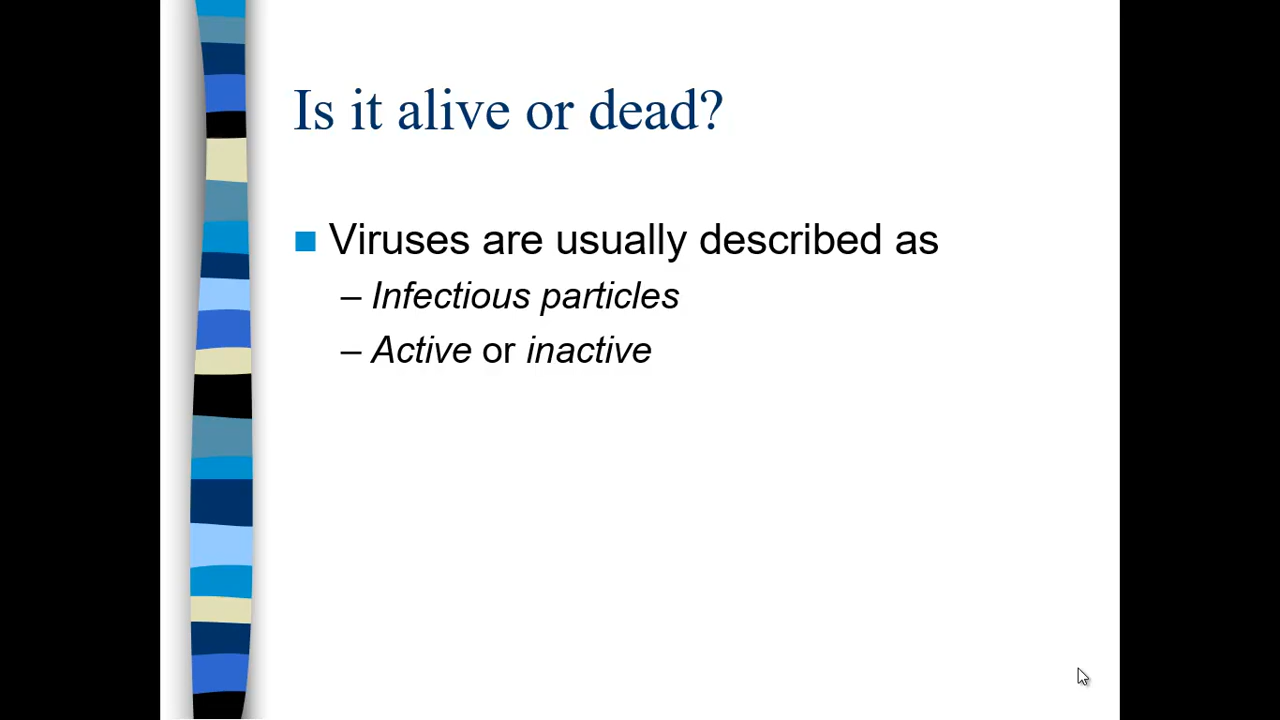 Is it alive or dead?
Viruses are usually described as
– Infectious particles
– Active or inactive